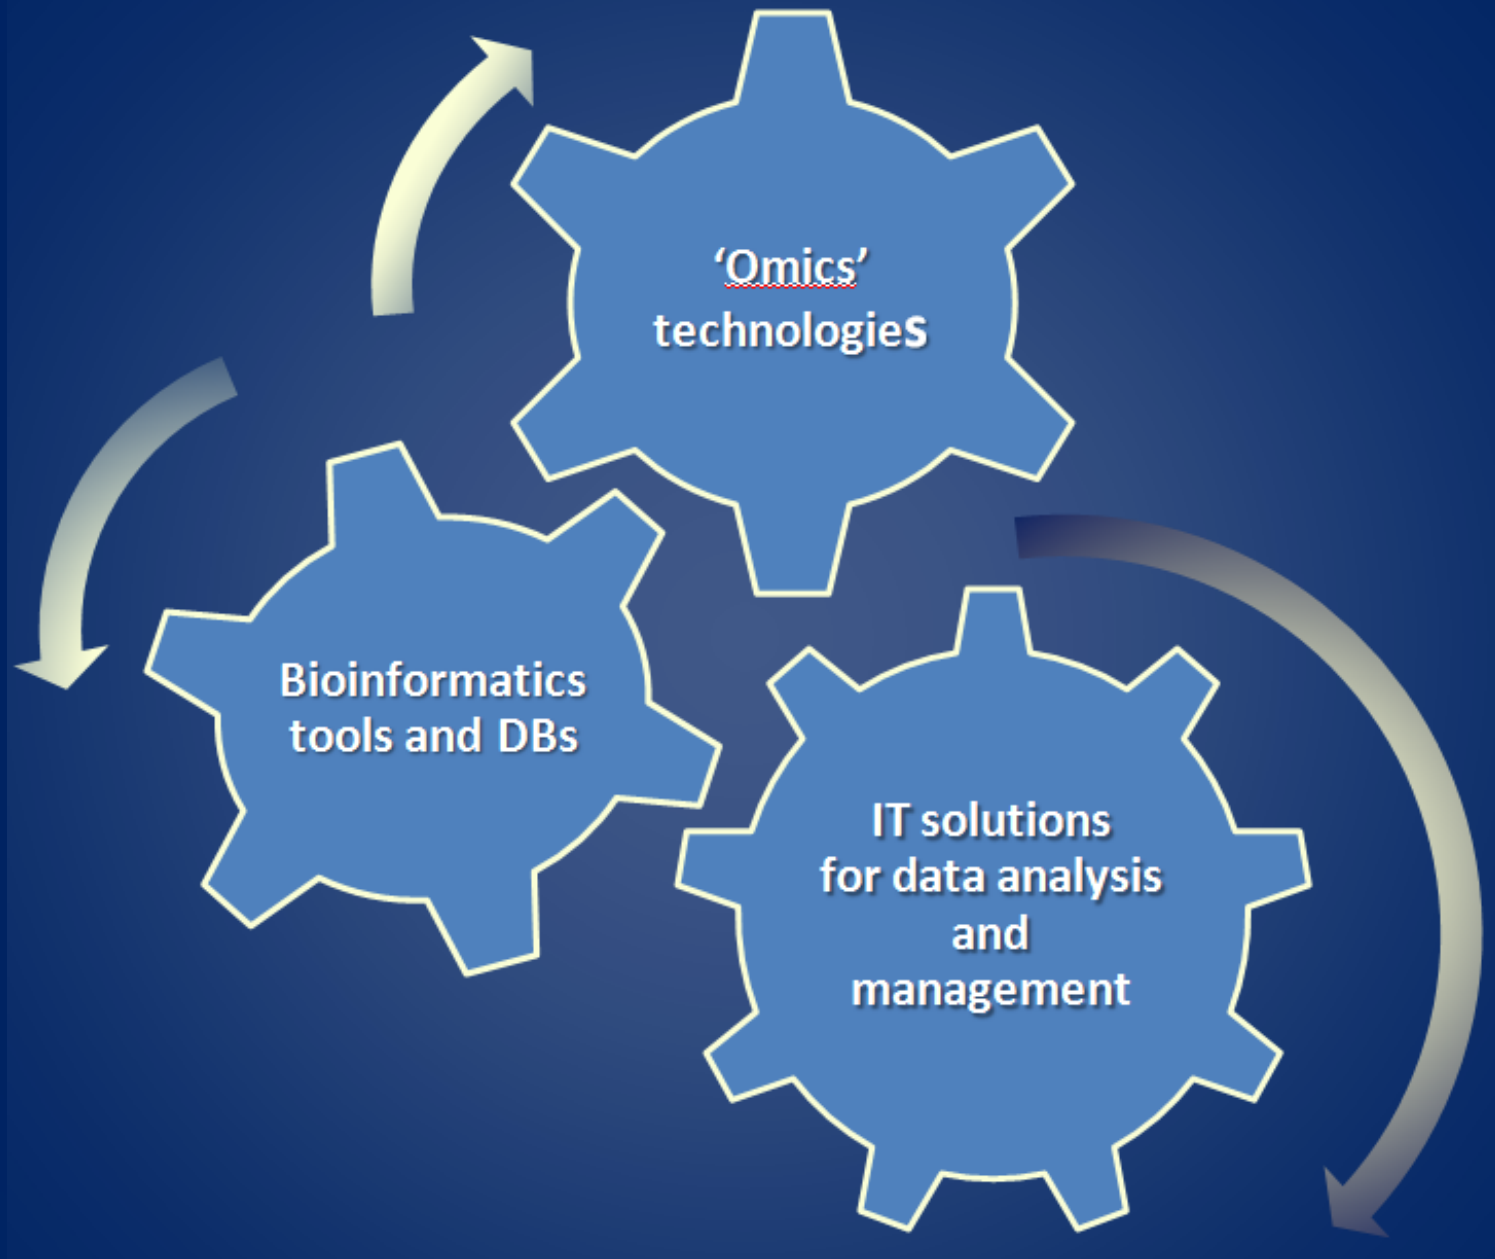 ‘Omics’
technologies
Bioinformatics
tools and DBs
IT solutions
for data analysis
and
management